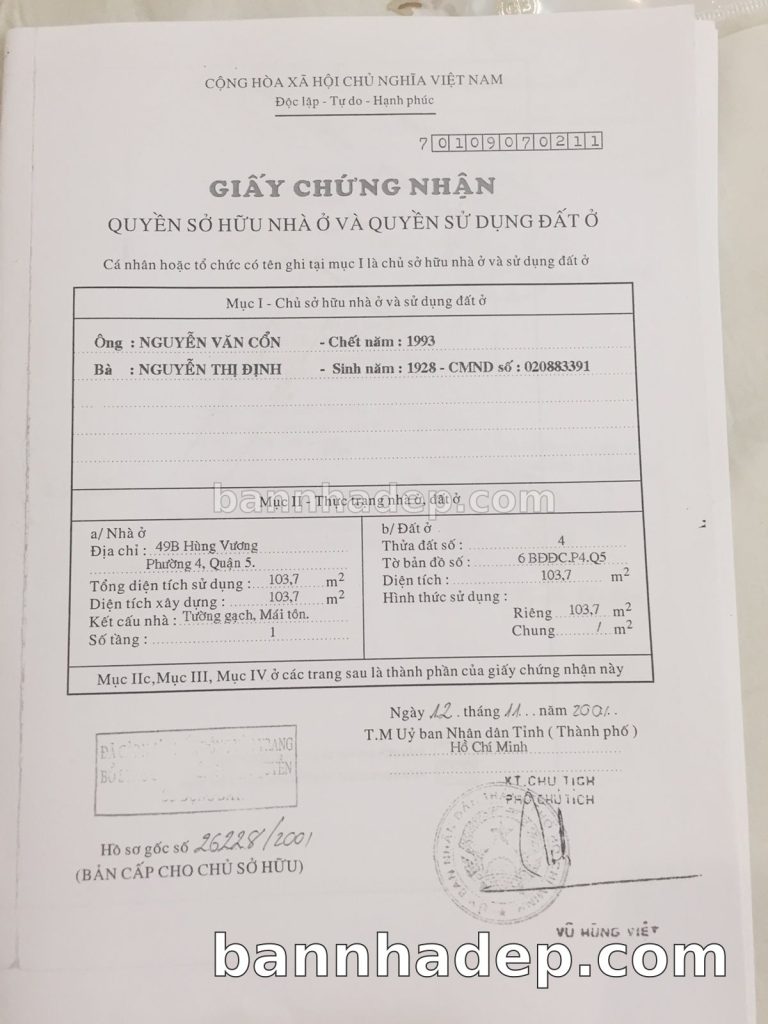 CỘNG HÒA XÃ HỘI CHỦ NGHĨA VIỆT NAM
Độc lập - Tự do - Hạnh phúc
7 0109070211
GIẤY CHỨNG NHẬN
QUYỀN SỞ HỮU NHÀ Ở VÀ QUYỀN SỬ DỤNG ĐẤT Ở
Cá nhân hoặc tổ chức có tên ghi tại mục I là chủ sở hữu nhà ở và sử dụng đất ở
Mục I - Chủ sở hữu nhà ở và sử dụng đất ở
Ông : NGUYỄN VĂN CỔN - Chết năm : 1993
Bà : NGUYỄN THỊ ĐỊNH - Sinh năm : 1928 - CMND số : 020883391
bannhadep.com
Mục II - Thực trạng nhà ở, đất ở
a/ Nhà ở
Địa chỉ : 49B Hùng Vương
Phường 4, Quận 5.
Tổng diện tích sử dụng : 103,7 m2
Diện tích xây dựng : 103,7 m2
Kết cấu nhà : Tường gạch, Mái tôn.
Số tầng : 1
b/ Đất ở
Thửa đất số : 4
Tờ bản đồ số : 6 BĐĐC.P4.Q5
Diện tích : 103,7 m2
Hình thức sử dụng :
Riêng 103,7 m2
Chung / m2
Mục IIc,Mục III, Mục IV ở các trang sau là thành phần của giấy chứng nhận này
Ngày 12 tháng 11 năm 2001
T.M Uỷ ban Nhân dân Tỉnh ( Thành phố )
Hồ Chí Minh
KT.CHỦ TỊCH
PHÓ CHỦ TỊCH
Hồ sơ gốc số 26228/2001
(BẢN CẤP CHO CHỦ SỞ HỮU)
VŨ HÙNG VIỆT
bannhadep.com